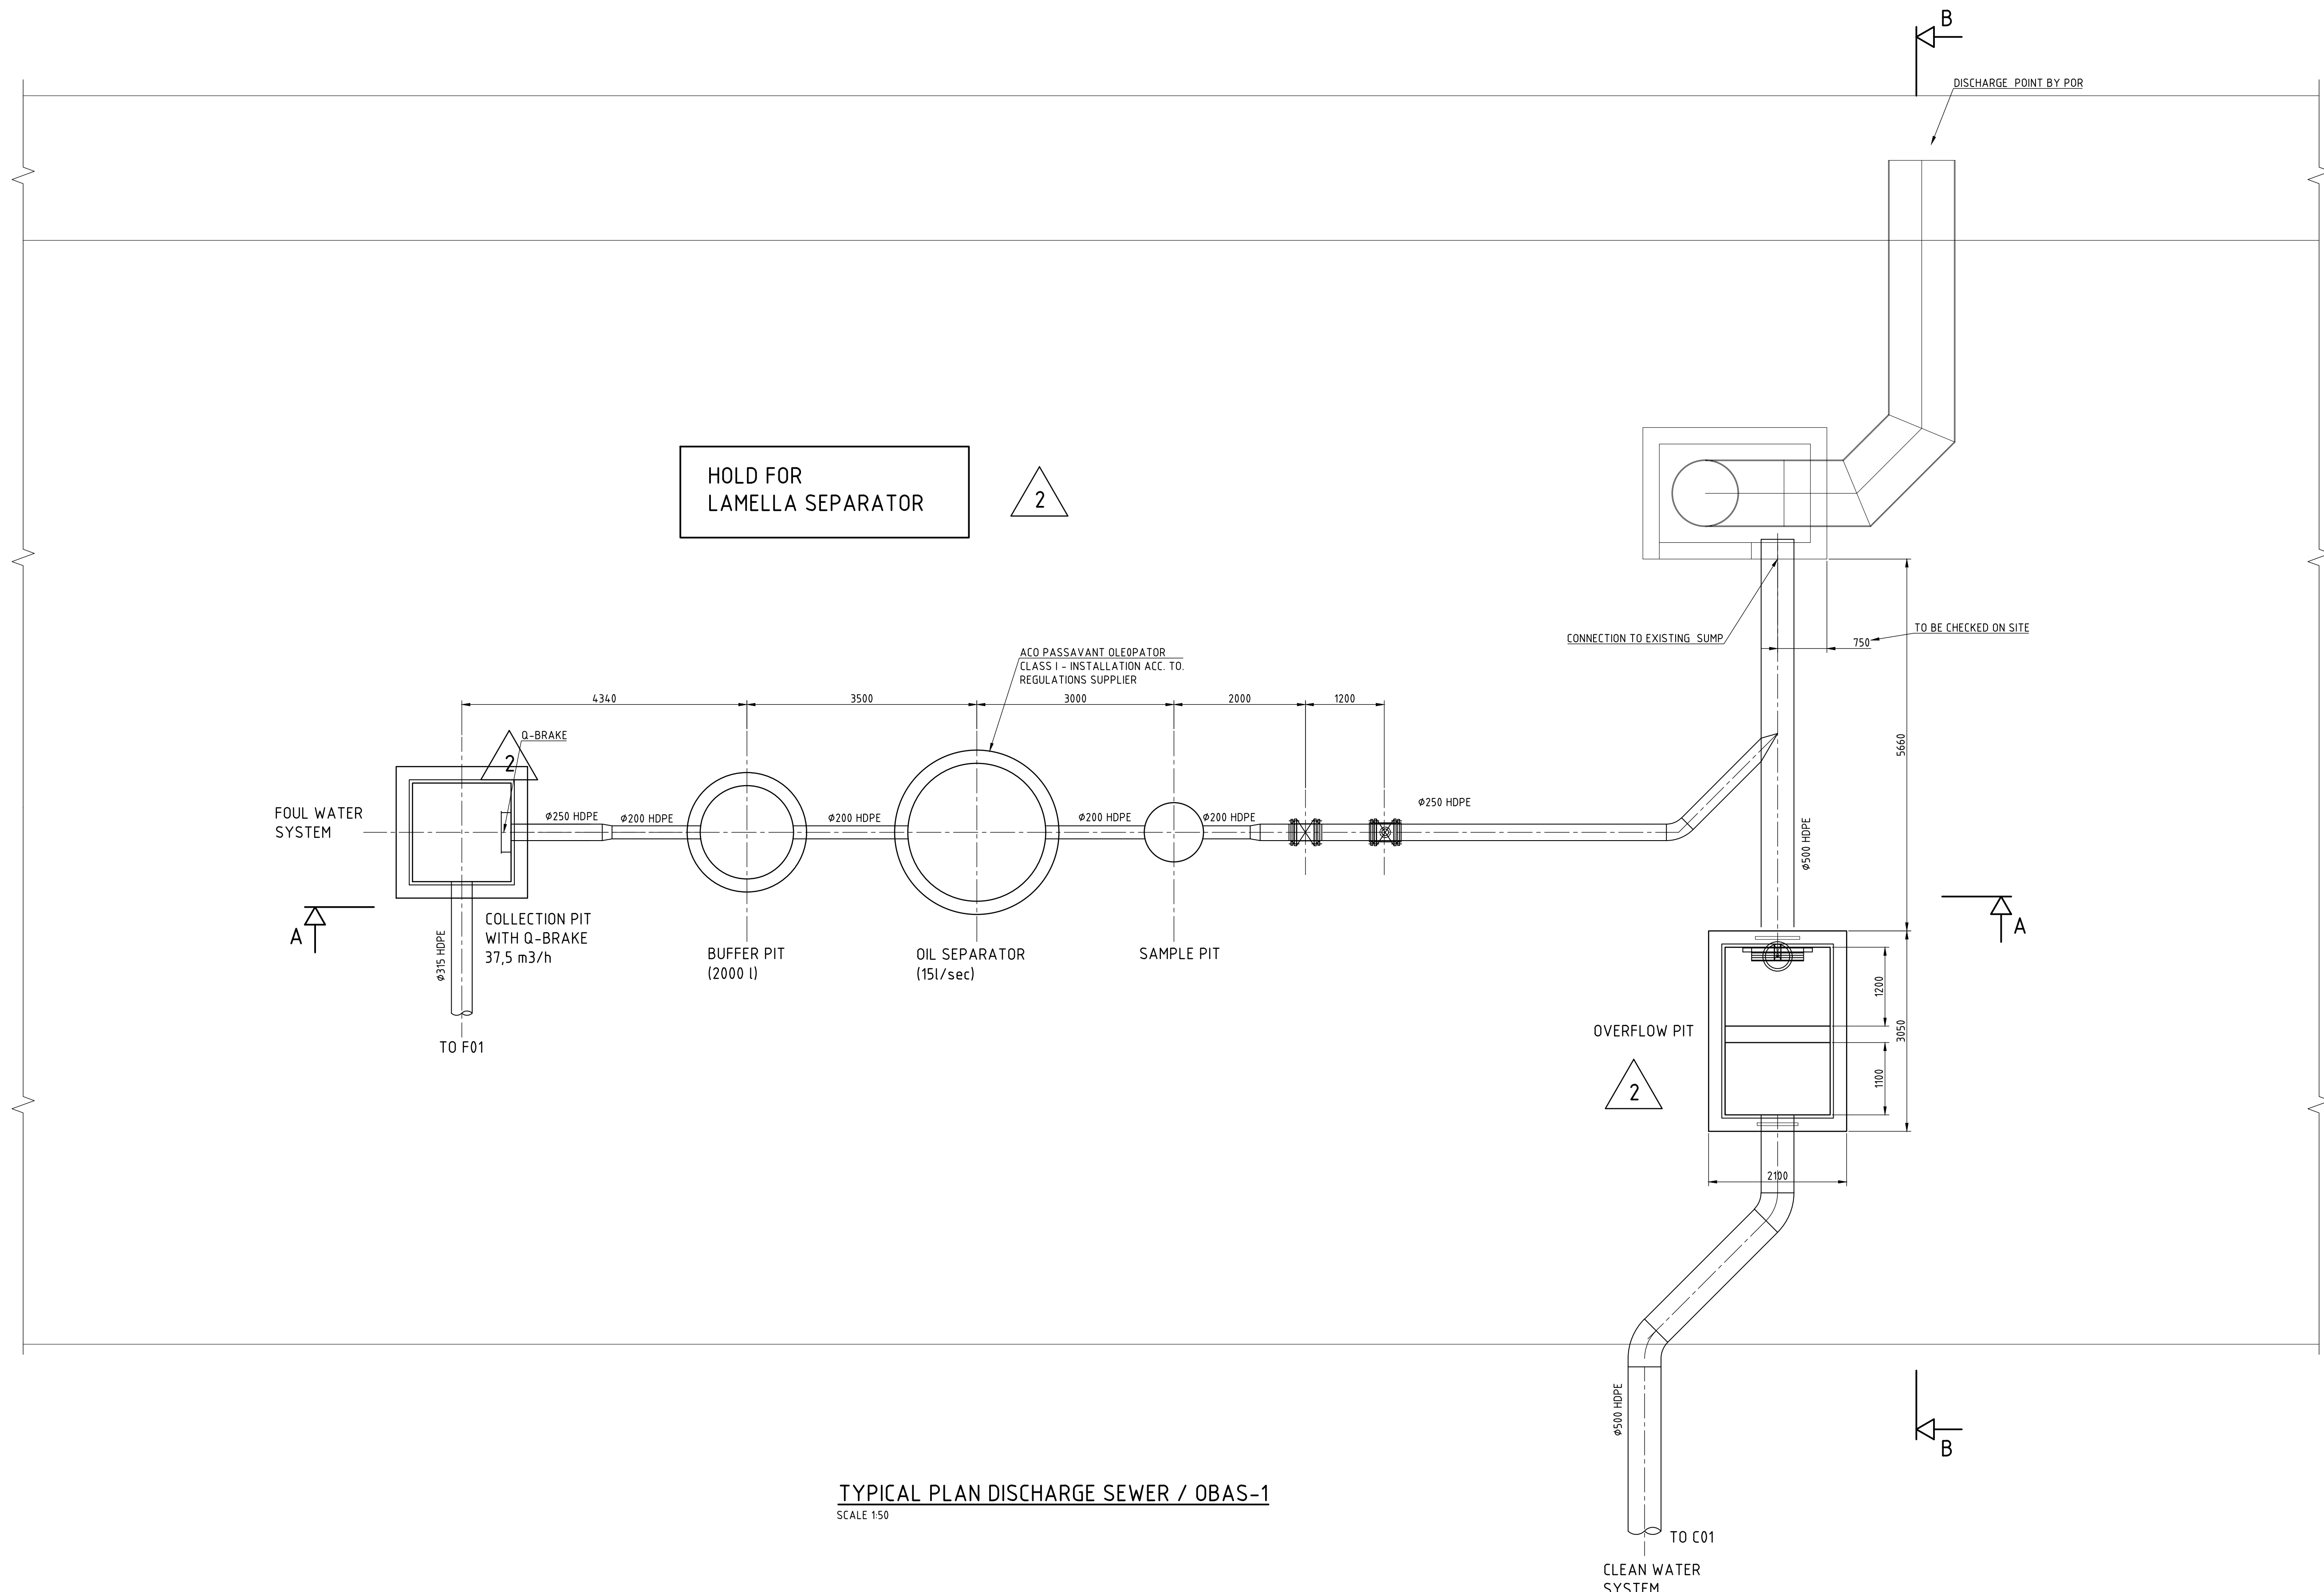 B
DISCHARGE POINT BY POR
HOLD FOR
LAMELLA SEPARATOR
2
CONNECTION TO EXISTING SUMP
750
TO BE CHECKED ON SITE
ACO PASSAVANT OLEOPATOR
CLASS I - INSTALLATION ACC. TO.
REGULATIONS SUPPLIER
4340
3500
3000
2000
1200
5660
Q-BRAKE
2
FOUL WATER
SYSTEM
Ø250 HDPE
Ø200 HDPE
Ø200 HDPE
Ø200 HDPE
Ø200 HDPE
Ø250 HDPE
Ø500 HDPE
A
Ø315 HDPE
COLLECTION PIT
WITH Q-BRAKE
37,5 m3/h
BUFFER PIT
(2000 l)
OIL SEPARATOR
(15l/sec)
SAMPLE PIT
A
TO F01
OVERFLOW PIT
2
1200
3050
1100
2100
Ø500 HDPE
B
TYPICAL PLAN DISCHARGE SEWER / OBAS-1
SCALE 1:50
TO C01
CLEAN WATER
SYSTEM